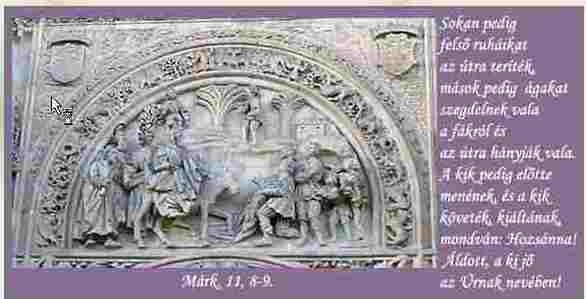 Sokan pedig
felső ruháikat
az útra teríték,
mások pedig ágakat
szegdelnek vala
a fákról és
az útra hányják vala.
A kik pedig előtte
menének, és a kik
követék, kiáltának,
mondván: Hozsánna!
Áldott, a ki jő
az Úrnak nevében!
Márk. 11, 8-9.